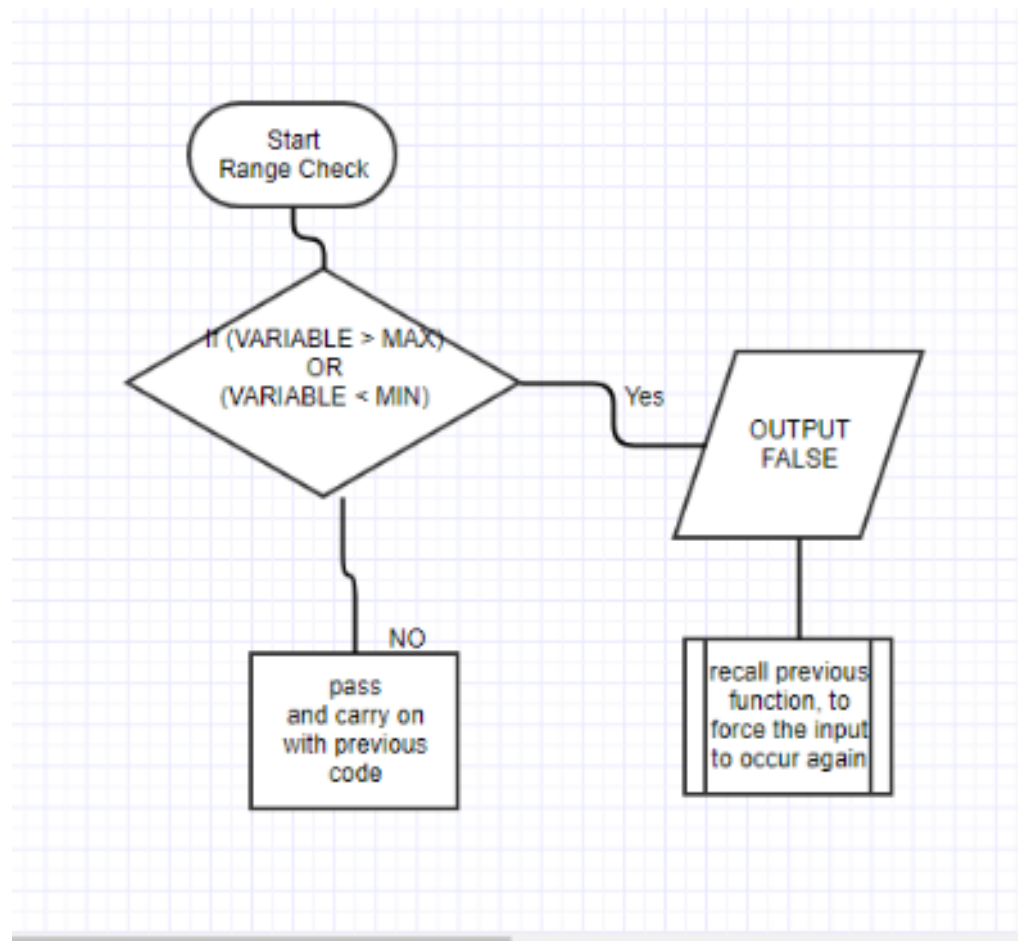 Start
Range Check
If (VARIABLE > MAX)
OR
(VARIABLE < MIN)
Yes
OUTPUT
FALSE
NO
pass
and carry on
with previous
code
recall previous
function, to
force the input
to occur again